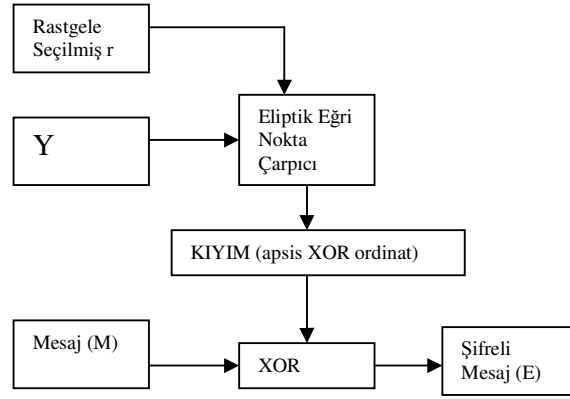 Rastgele
Seçilmiş r
Eliptik Eğri
Nokta
Çarpıcı
Y
KIYIM (apsis XOR ordinat)
Mesaj (M)
XOR
Şifreli
Mesaj (E)